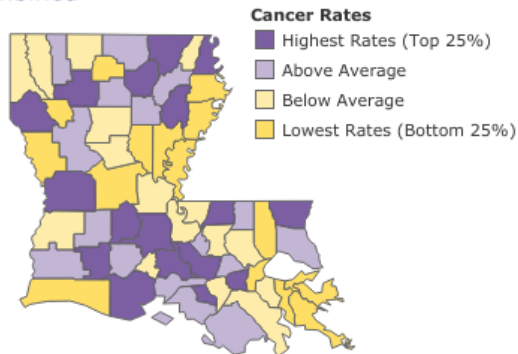 Cancer Rates
Highest Rates (Top 25%)
Above Average
Below Average
Lowest Rates (Bottom 25%)